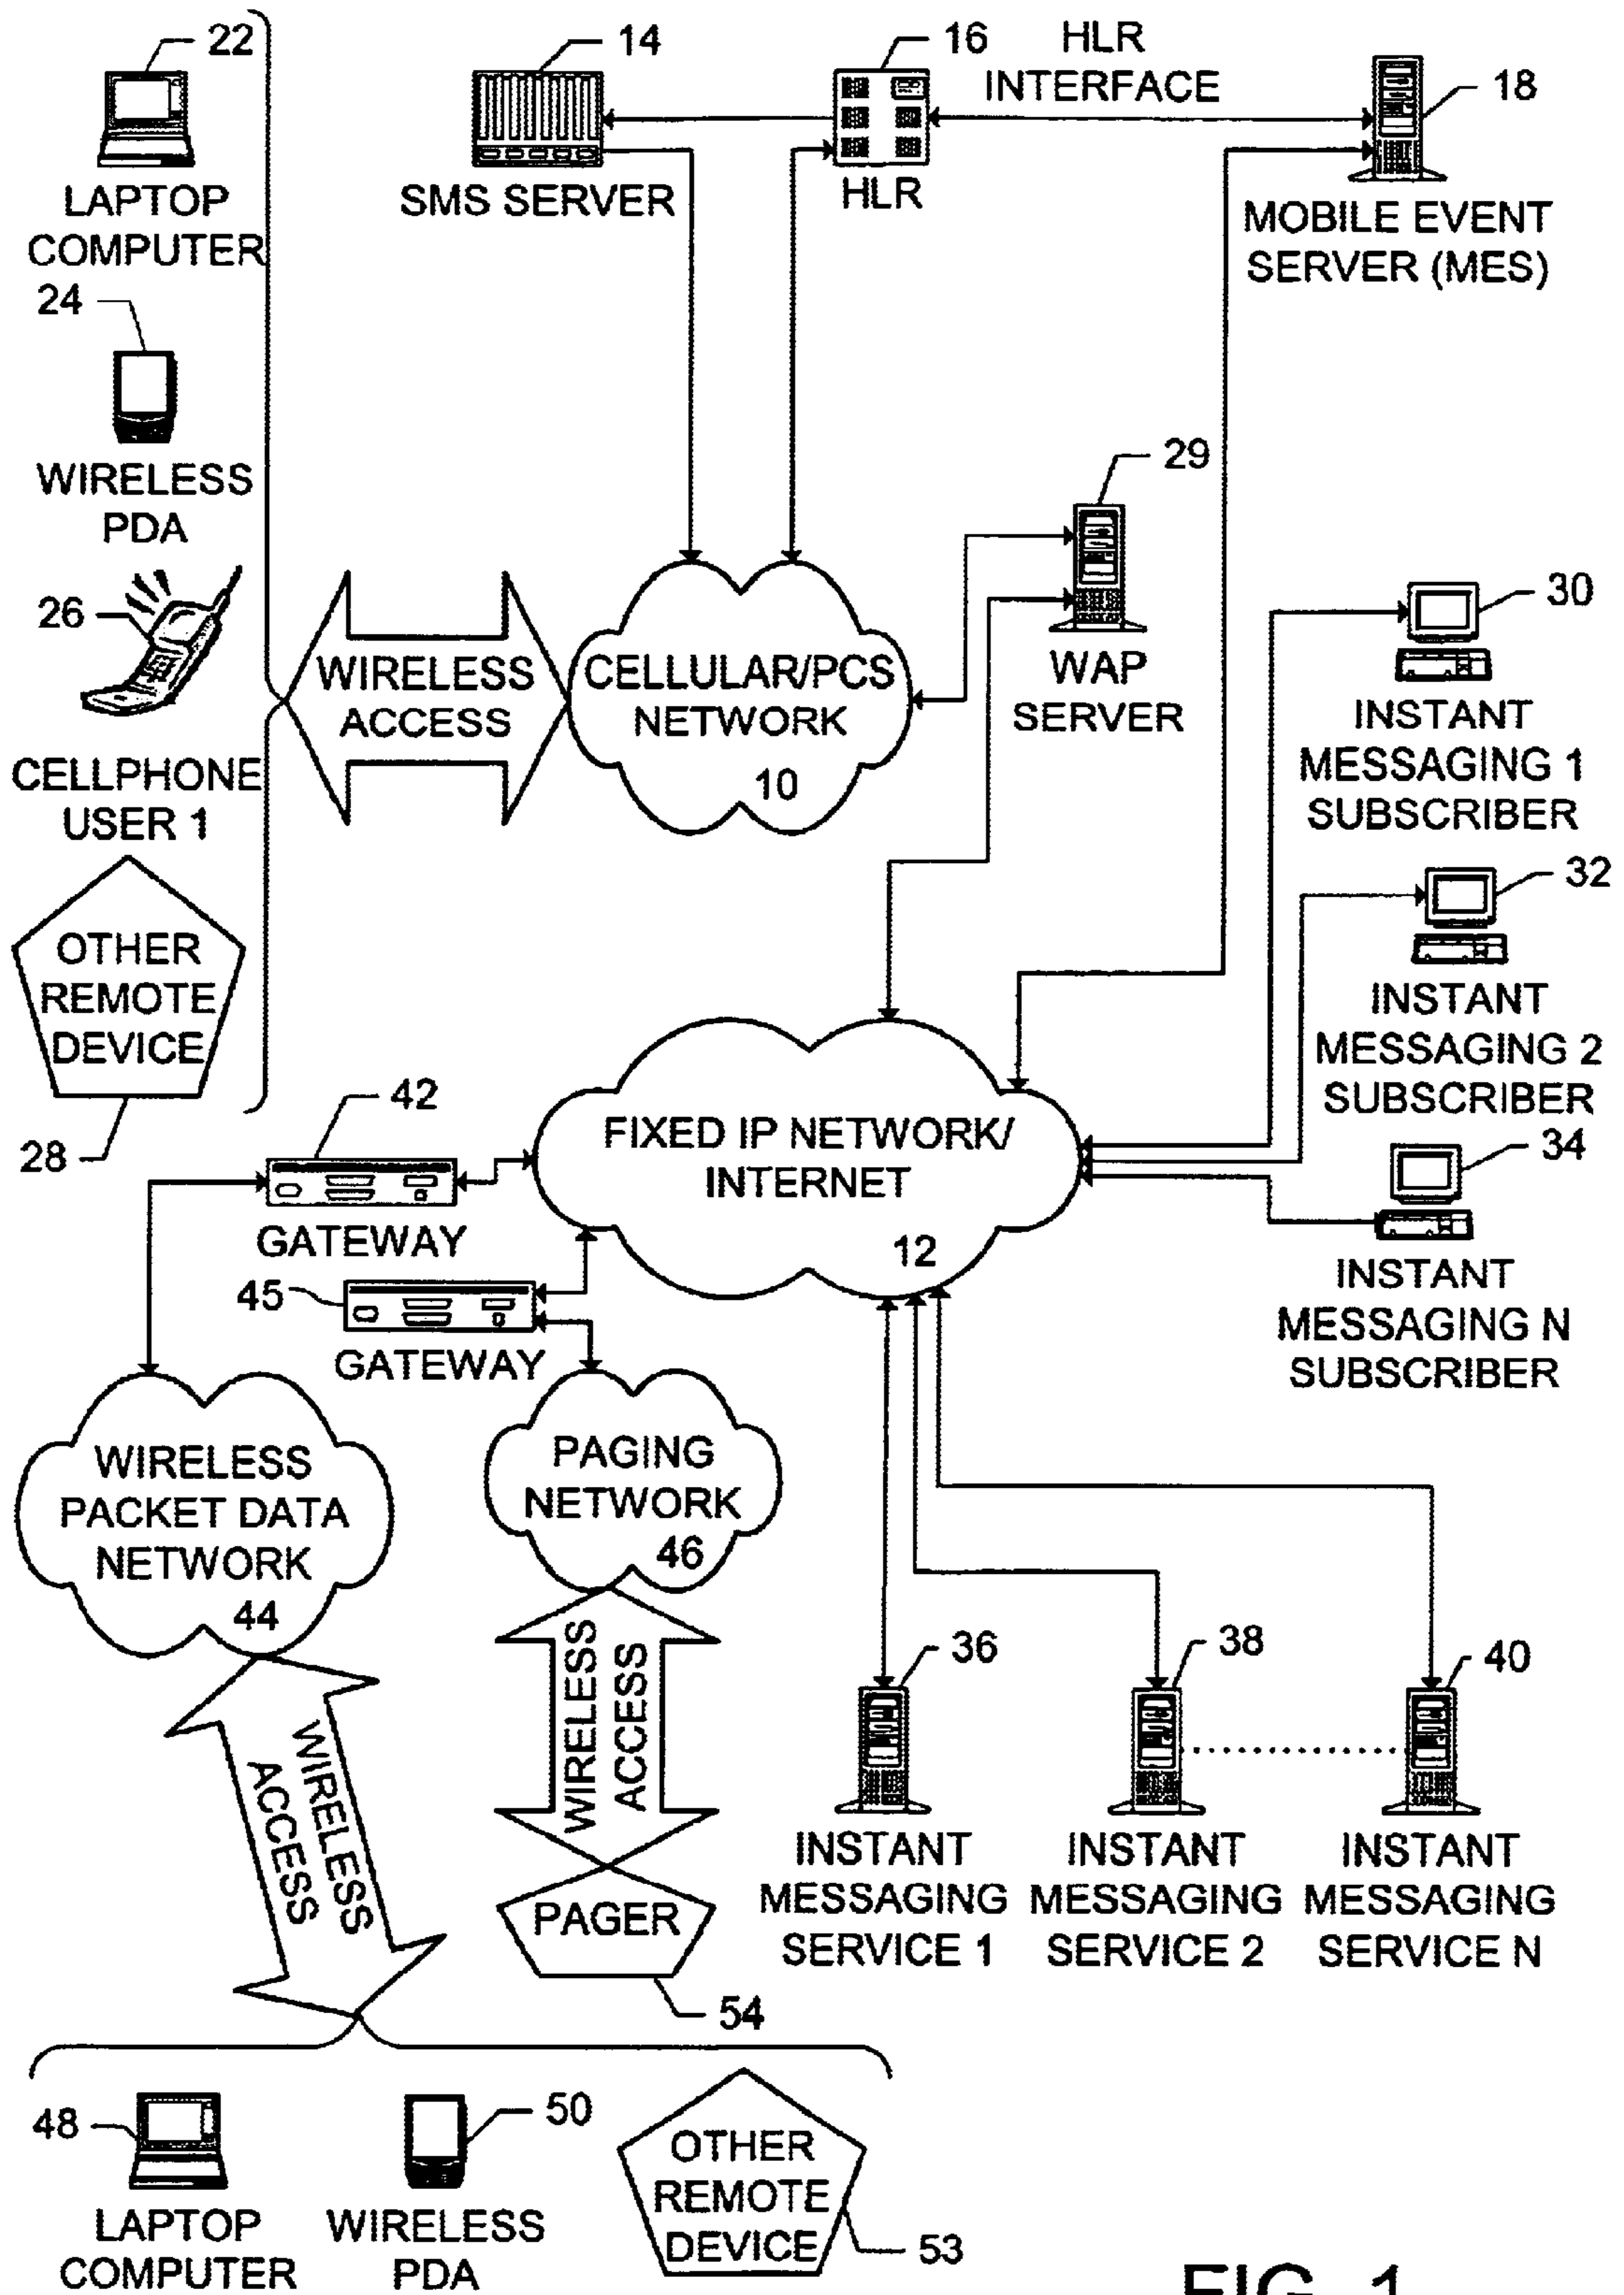 22
LAPTOP
COMPUTER
24
WIRELESS
PDA
26
CELLPHONE
USER 1
OTHER
REMOTE
DEVICE
28
14
SMS SERVER
16
HLR
HLR
INTERFACE
18
MOBILE EVENT
SERVER (MES)
WIRELESS
ACCESS
CELLULAR/PCS
NETWORK
10
29
WAP
SERVER
30
INSTANT
MESSAGING 1
SUBSCRIBER
32
INSTANT
MESSAGING 2
SUBSCRIBER
34
INSTANT
MESSAGING N
SUBSCRIBER
FIXED IP NETWORK/
INTERNET
12
42
GATEWAY
45
GATEWAY
WIRELESS
PACKET DATA
NETWORK
44
PAGING
NETWORK
46
WIRELESS
ACCESS
WIRELESS
ACCESS
PAGER
54
36
INSTANT
MESSAGING
SERVICE 1
38
INSTANT
MESSAGING
SERVICE 2
40
INSTANT
MESSAGING
SERVICE N
48
LAPTOP
COMPUTER
50
WIRELESS
PDA
OTHER
REMOTE
DEVICE
53
FIG. 1